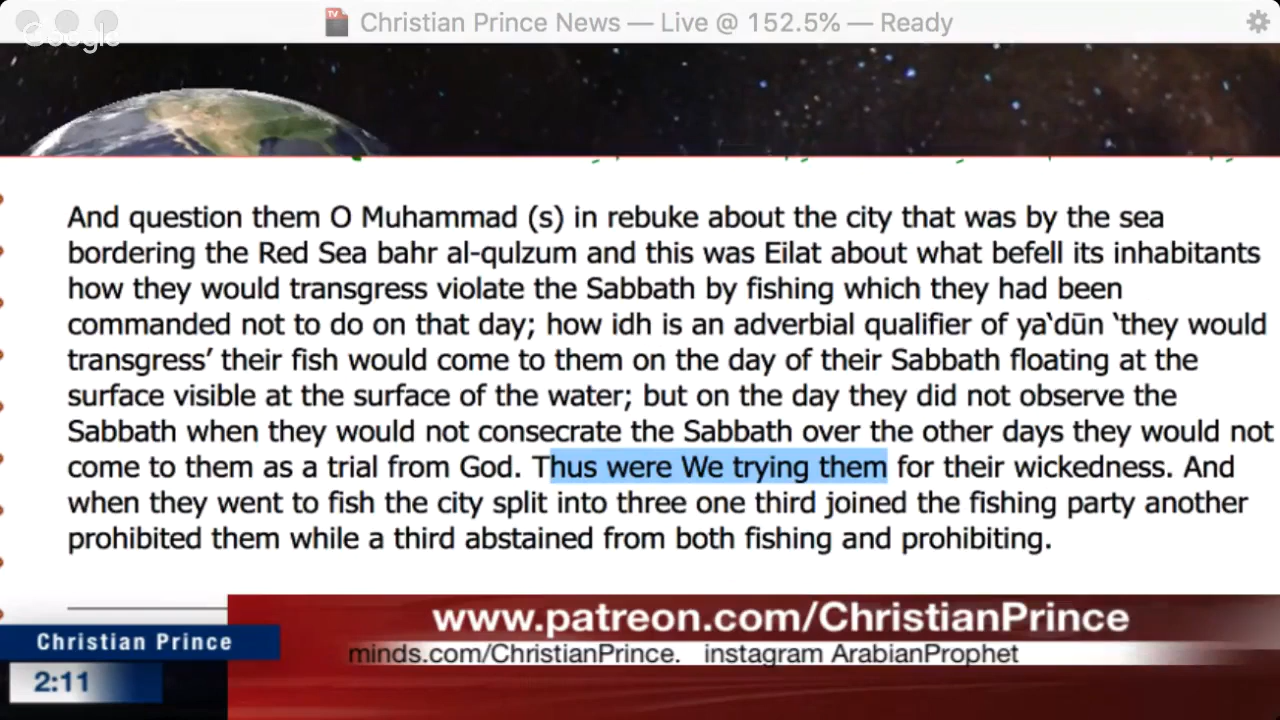 Christian Prince News — Live @ 152.5% — Ready
Google
TV
And question them O Muhammad (s) in rebuke about the city that was by the sea
bordering the Red Sea bahr al-qulzum and this was Eilat about what befell its inhabitants
how they would transgress violate the Sabbath by fishing which they had been
commanded not to do on that day; how idh is an adverbial qualifier of ya‘dūn ‘they would
transgress’ their fish would come to them on the day of their Sabbath floating at the
surface visible at the surface of the water; but on the day they did not observe the
Sabbath when they would not consecrate the Sabbath over the other days they would not
come to them as a trial from God. Thus were We trying them for their wickedness. And
when they went to fish the city split into three one third joined the fishing party another
prohibited them while a third abstained from both fishing and prohibiting.
www.patreon.com/ChristianPrince
Christian Prince
minds.com/ChristianPrince. instagram ArabianProphet
2:11